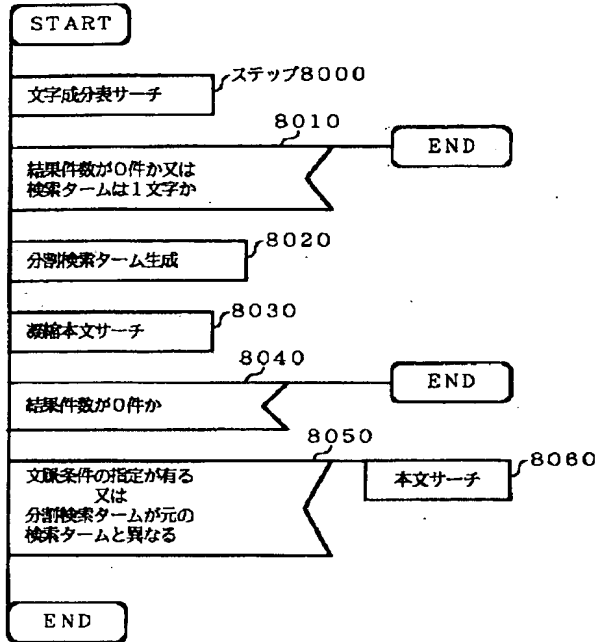 START
ステップ8000
文字成分表サーチ
8010
END
結果件数が0件か又は
検索タームは1文字か
8020
分割検索ターム生成
8030
凝縮本文サーチ
8040
END
結果件数が0件か
8050
8060
文脈条件の指定が有る
又は
分割検索タームが元の
検索タームと異なる
本文サーチ
END